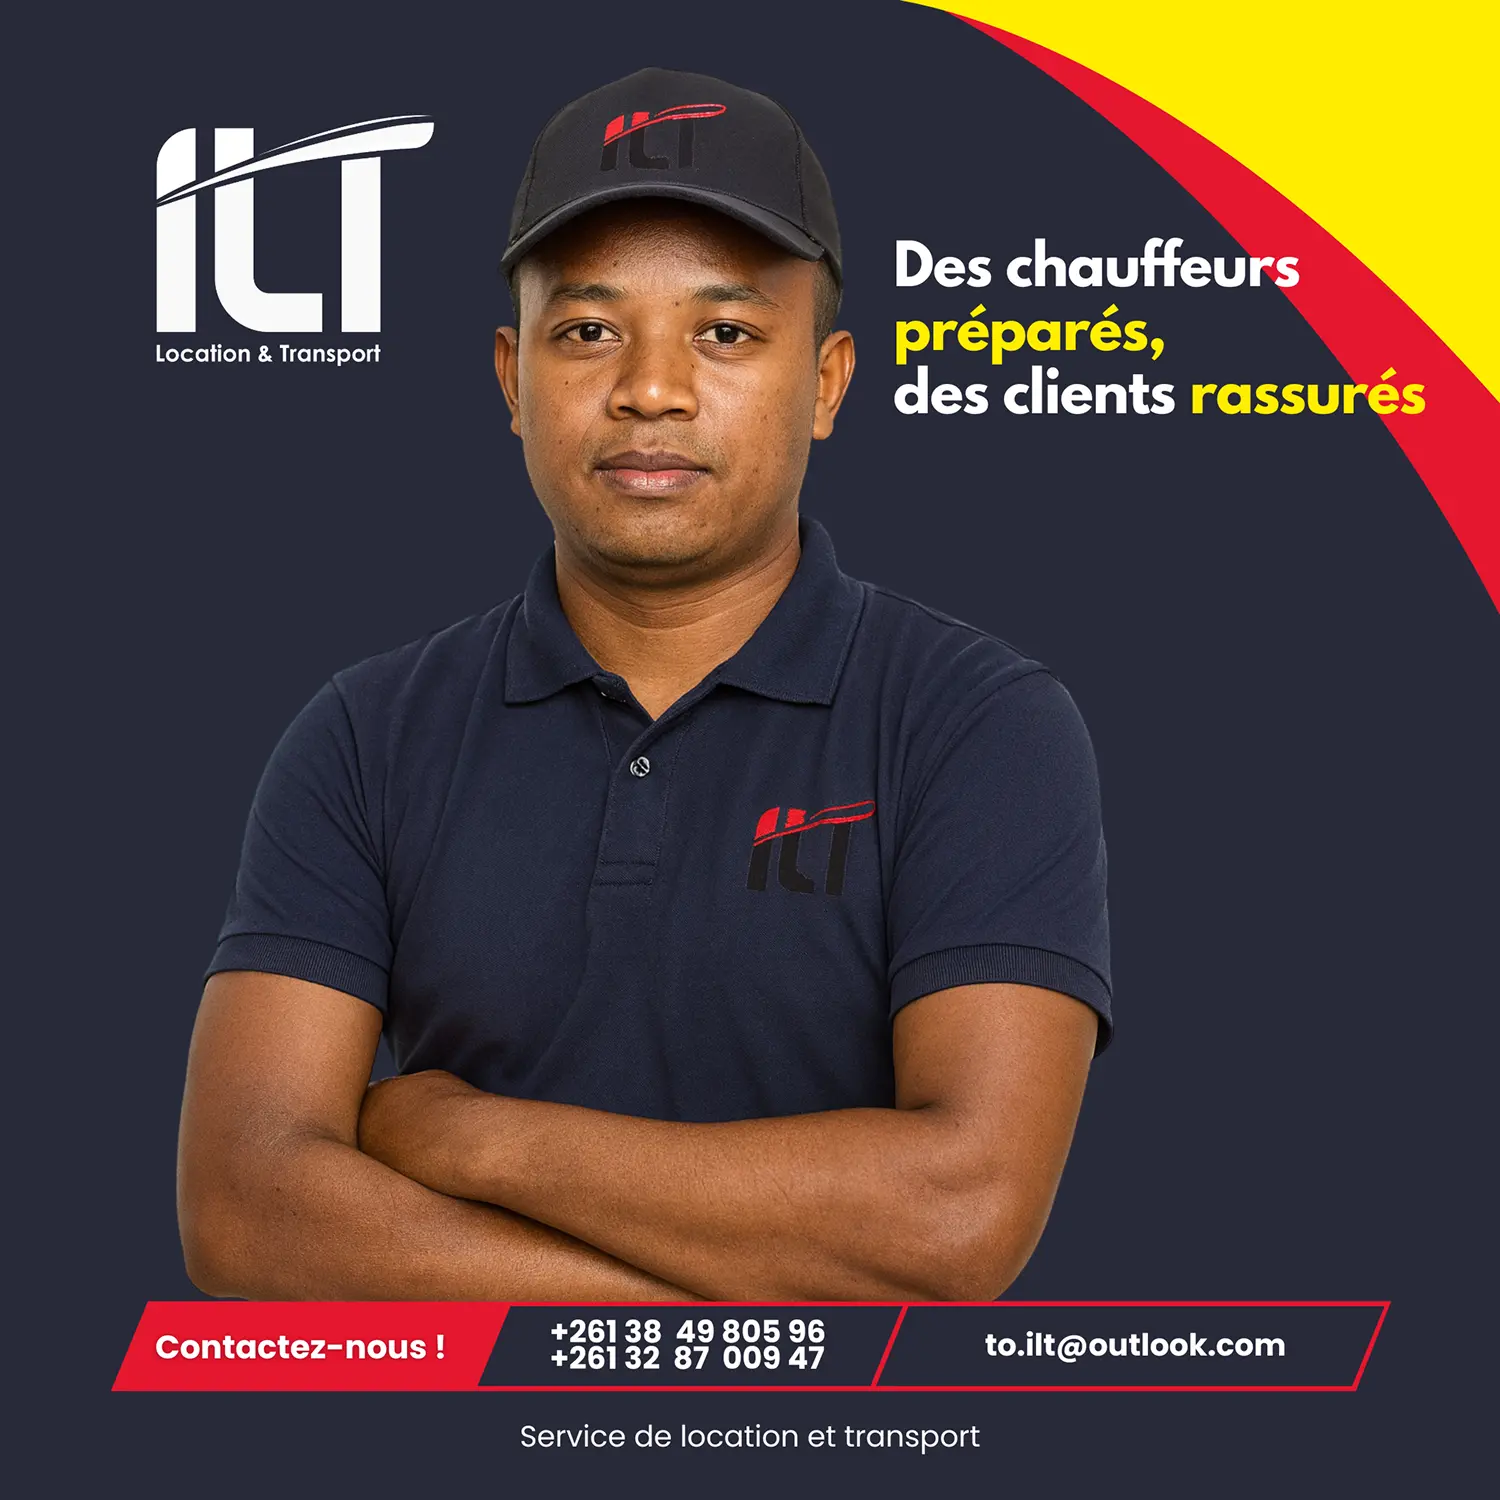 ILT
Location & Transport
ILT
Des chauffeurs
préparés,
des clients rassurés
ILT
Contactez-nous !
+261 38 49 805 96
+261 32 87 009 47
to.ilt@outlook.com
Service de location et transport